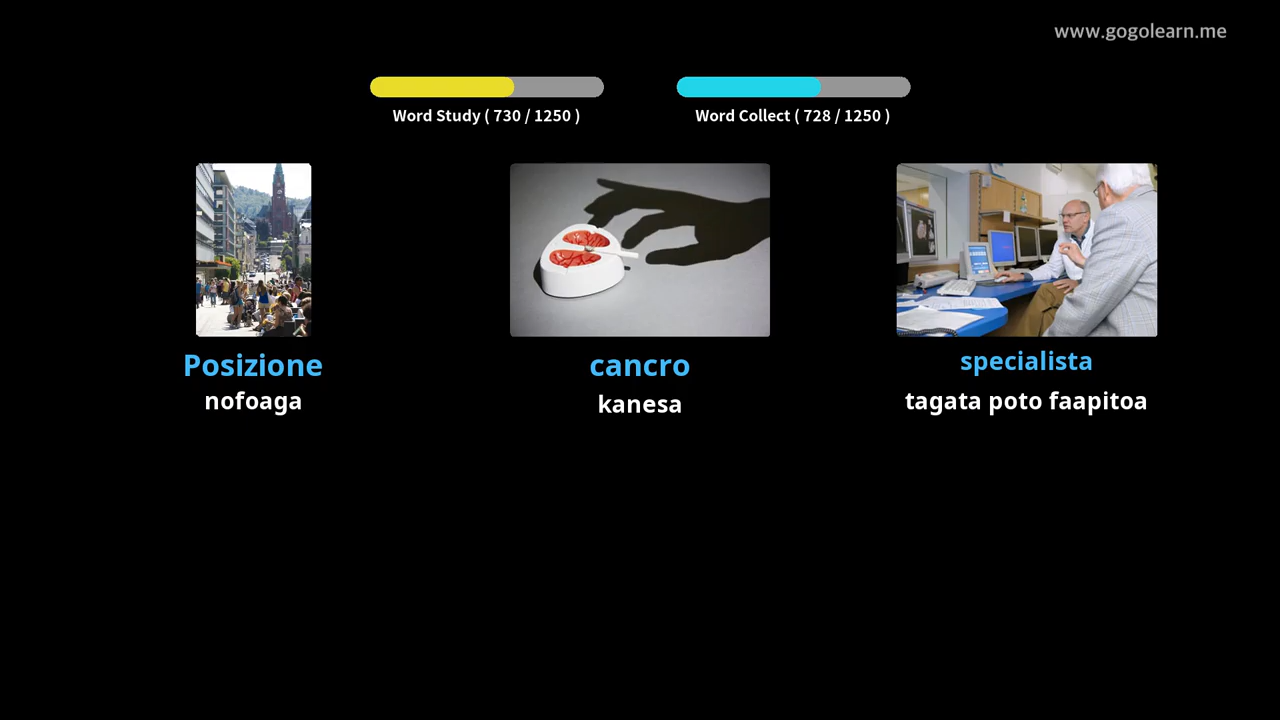 www.gogolearn.me
Word Study ( 730 / 1250 )
Word Collect ( 728 / 1250 )
Posizione
nofoaga
cancro
kanesa
specialista
tagata poto faapitoa